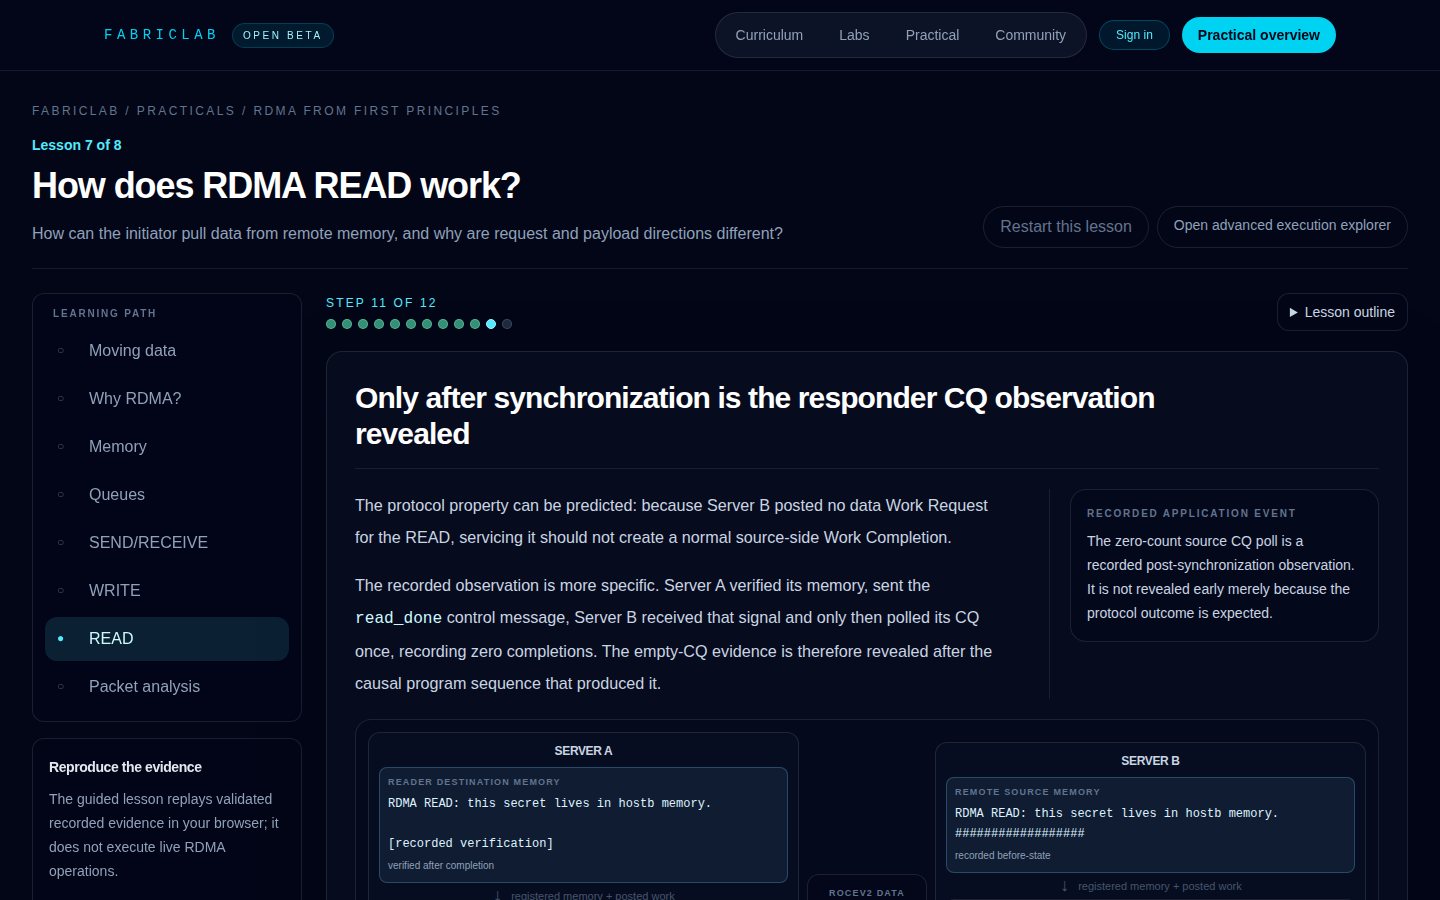 FABRICLAB
OPEN BETA
Curriculum
Labs
Practical
Community
Sign in
Practical overview
FABRICLAB / PRACTICALS / RDMA FROM FIRST PRINCIPLES
Lesson 7 of 8
How does RDMA READ work?
How can the initiator pull data from remote memory, and why are request and payload directions different?
Restart this lesson
Open advanced execution explorer
LEARNING PATH
Moving data
Why RDMA?
Memory
Queues
SEND/RECEIVE
WRITE
READ
Packet analysis
Reproduce the evidence
The guided lesson replays validated
recorded evidence in your browser; it
does not execute live RDMA
operations.
STEP 11 OF 12
Lesson outline
Only after synchronization is the responder CQ observation
revealed
The protocol property can be predicted: because Server B posted no data Work Request
for the READ, servicing it should not create a normal source-side Work Completion.
The recorded observation is more specific. Server A verified its memory, sent the
read_done control message, Server B received that signal and only then polled its CQ
once, recording zero completions. The empty-CQ evidence is therefore revealed after the
causal program sequence that produced it.
RECORDED APPLICATION EVENT
The zero-count source CQ poll is a
recorded post-synchronization observation.
It is not revealed early merely because the
protocol outcome is expected.
SERVER A
READER DESTINATION MEMORY
RDMA READ: this secret lives in hostb memory.
[recorded verification]
verified after completion
↓ registered memory + posted work
ROCEV2 DATA
SERVER B
REMOTE SOURCE MEMORY
RDMA READ: this secret lives in hostb memory.
##################
recorded before-state
↓ registered memory + posted work